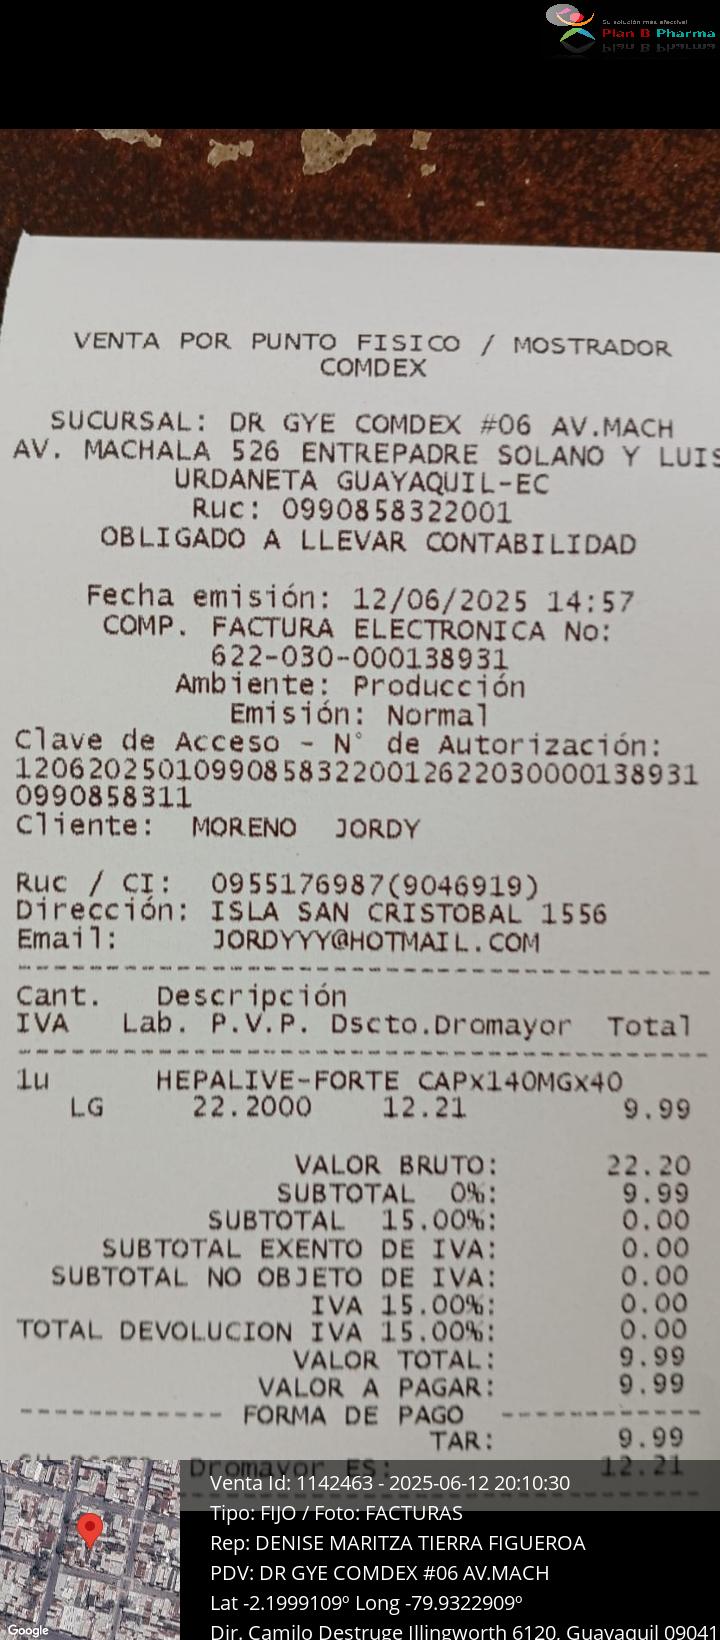 Su solución más efectiva!
Plan B Pharma
VENTA POR PUNTO FISICO / MOSTRADOR
COMDEX
SUCURSAL: DR GYE COMDEX #06 AV.MACH
AV. MACHALA 526 ENTREPADRE SOLANO Y LUIS
URDANETA GUAYAQUIL-EC
Ruc: 0990858322001
OBLIGADO A LLEVAR CONTABILIDAD
Fecha emisión: 12/06/2025 14:57
COMP. FACTURA ELECTRONICA No:
622-030-000138931
Ambiente: Producción
Emisión: Normal
Clave de Acceso - N° de Autorización:
120620250109908583220012622030000138931
0990858311
Cliente: MORENO JORDY
Ruc / CI: 0955176987(9046919)
Dirección: ISLA SAN CRISTOBAL 1556
Email: JORDYYY@HOTMAIL.COM
Cant. Descripción
IVA Lab. P.V.P. Dscto.Dromayor Total
1u HEPALIVE-FORTE CAPX140MGX40
LG 22.2000 12.21 9.99
VALOR BRUTO: 22.20
SUBTOTAL 0%: 9.99
SUBTOTAL 15.00%: 0.00
SUBTOTAL EXENTO DE IVA: 0.00
SUBTOTAL NO OBJETO DE IVA: 0.00
IVA 15.00%: 0.00
TOTAL DEVOLUCION IVA 15.00%: 0.00
VALOR TOTAL: 9.99
VALOR A PAGAR: 9.99
------------ FORMA DE PAGO ------------
TAR: 9.99
Dromayor ES: 12.21
Venta Id: 1142463 - 2025-06-12 20:10:30
Tipo: FIJO / Foto: FACTURAS
Rep: DENISE MARITZA TIERRA FIGUEROA
PDV: DR GYE COMDEX #06 AV.MACH
Lat -2.1999109º Long -79.9322909º
Dir. Camilo Destruge Illingworth 6120, Guayaquil 09041
Google